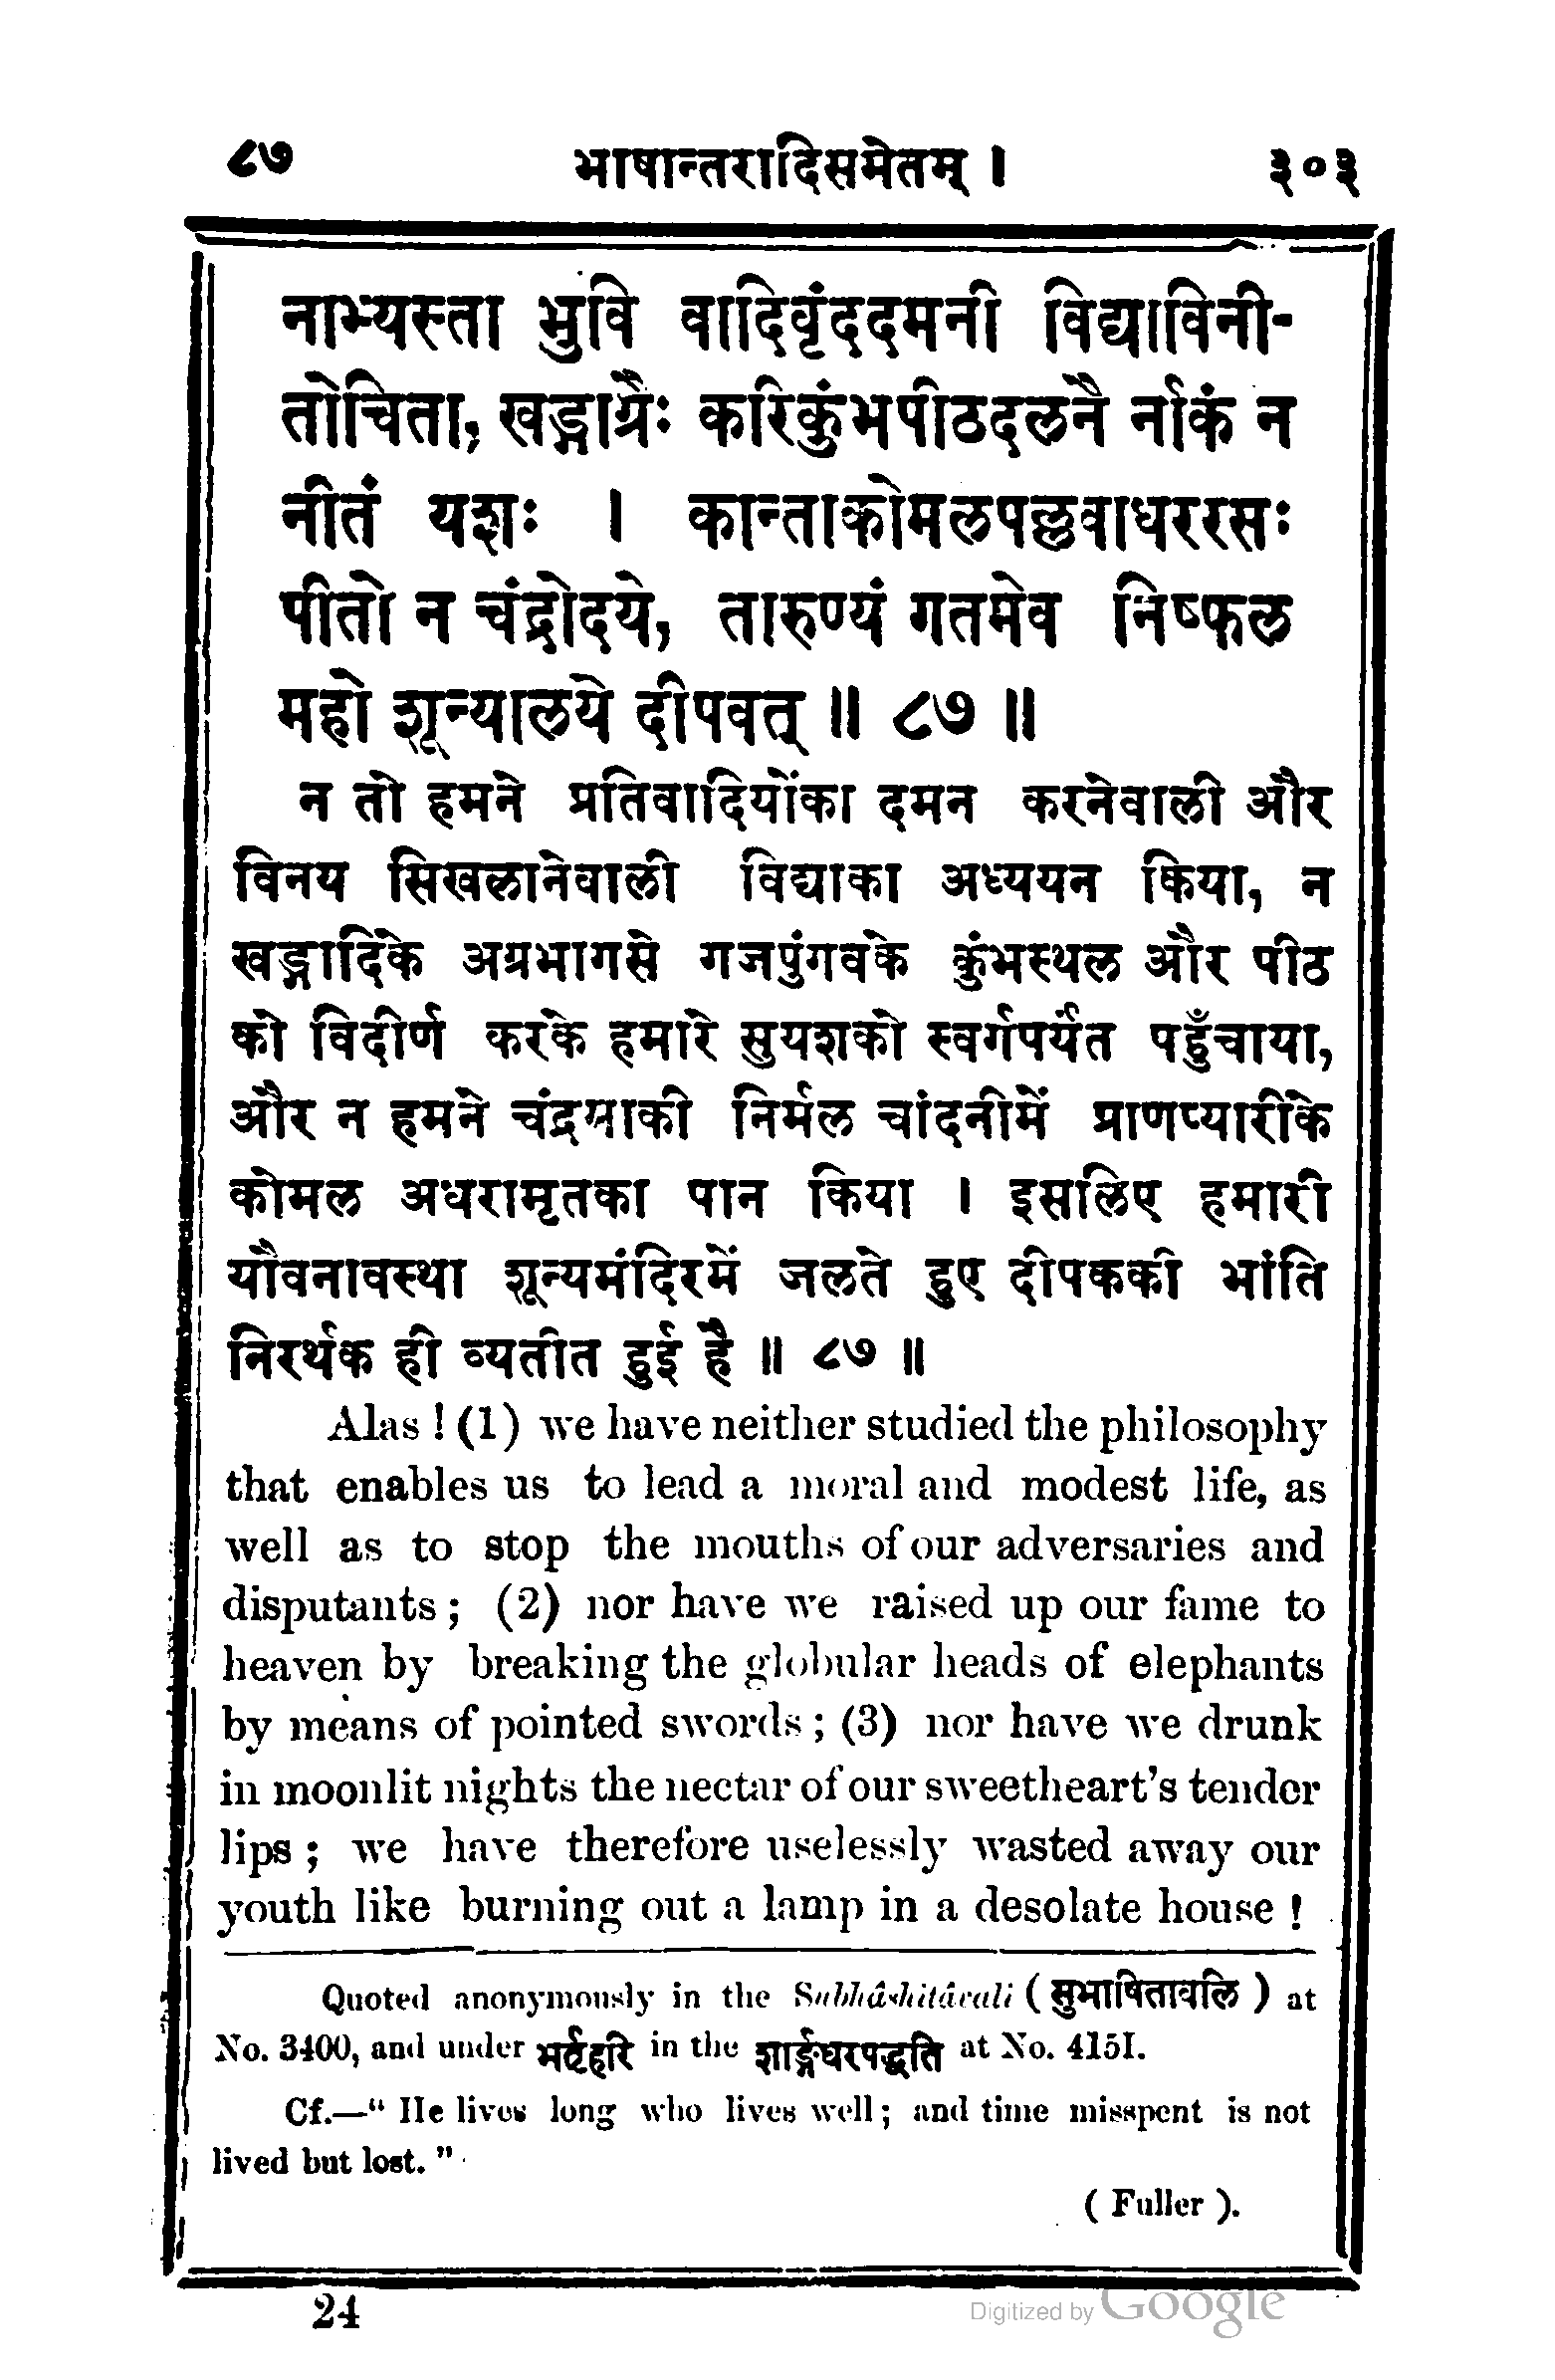 ८७ भाषान्तरादिसमेतम् । ३०३
नाभ्यस्ता भुवि वादिवृंददमनी विद्याविनी-
तोचिता, खड्गाग्रैः करिकुंभपीठदलनै र्नाकं न
नीतं यशः । कान्ताकोमलपल्लवाधररसः
पीतो न चंद्रोदये, तारुण्यं गतमेव निष्फल
महो शून्यालये दीपवत् ॥ ८७ ॥
न तो हमने प्रतिवादियोंका दमन करनेवाली और
विनय सिखलानेवाली विद्याका अध्ययन किया, न
खड्गादिके अग्रभागसे गजपुंगवके कुंभस्थल और पीठ
को विदीर्ण करके हमारे सुयशको स्वर्गपर्यंत पहुँचाया,
और न हमने चंद्रमाकी निर्मल चांदनीमें प्राणप्यारीके
कोमल अधरामृतका पान किया । इसलिए हमारी
यौवनावस्था शून्यमंदिरमें जलते हुए दीपककी भांति
निरर्थक ही व्यतीत हुई है ॥ ८७ ॥
Alas ! (1) we have neither studied the philosophy
that enables us to lead a moral and modest life, as
well as to stop the mouths of our adversaries and
disputants ; (2) nor have we raised up our fame to
heaven by breaking the globular heads of elephants
by means of pointed swords ; (3) nor have we drunk
in moonlit nights the nectar of our sweetheart's tender
lips ; we have therefore uselessly wasted away our
youth like burning out a lamp in a desolate house !
Quoted anonymously in the Subhâshitâvali ( सुभाषितावलि ) at
No. 3400, and under भर्तृहरि in the शार्ङ्गधरपद्धति at No. 4151.
Cf.—" He lives long who lives well ; and time misspent is not
lived but lost. "
( Fuller ).
24
Digitized by Google